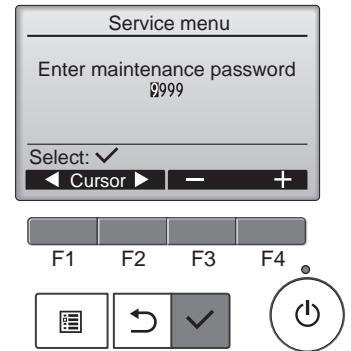 Service menu
Enter maintenance password
9999
Select:
Cursor − +
F1 F2 F3 F4